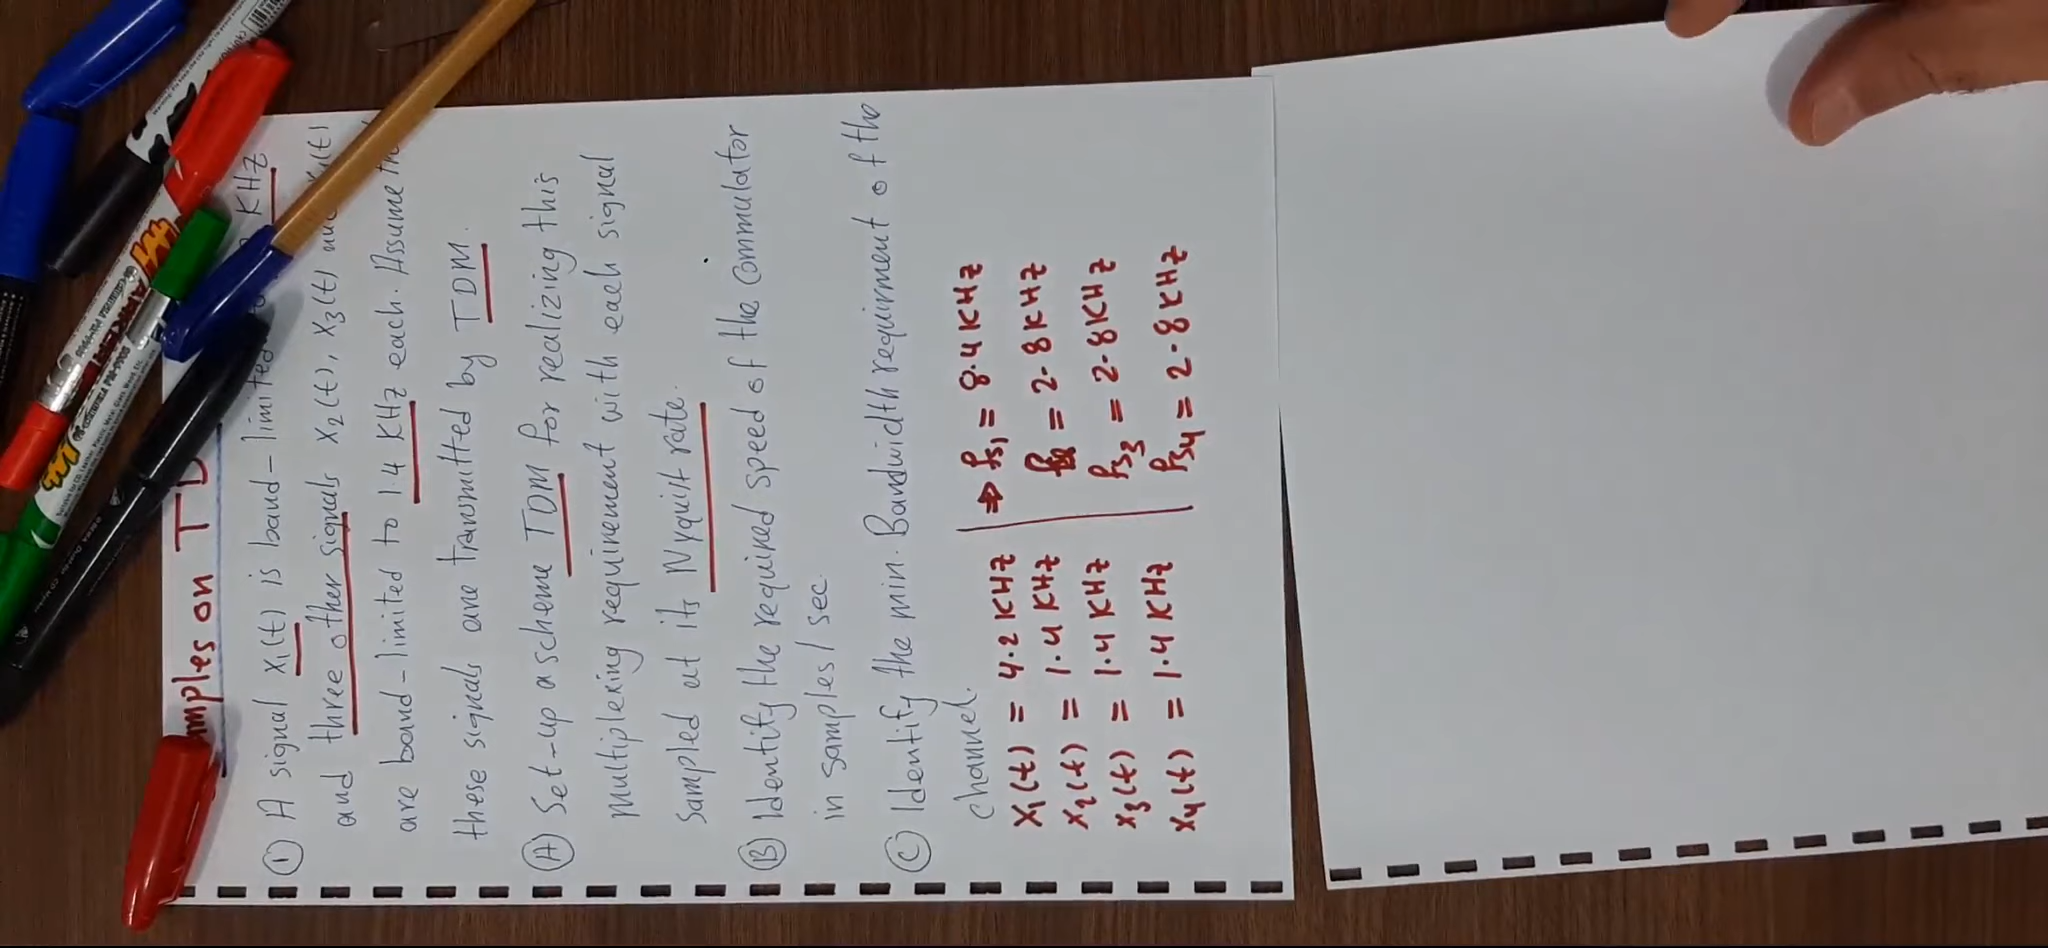 mples on TD
① A signal x1(t) is band-limited KHz
and three other signals x2(t), x3(t) x4(t)
are band-limited to 1.4 KHz each. Assume
these signals are transmitted by TDM.
Ⓐ Set-up a scheme TDM for realizing this
multiplexing requirement with each signal
sampled at its Nyquist rate.
Ⓑ Identify the required speed of the commulator
in samples/sec.
Ⓒ Identify the min. Bandwidth requirment of the
channel.
x1(t) = 4.2 KHz ⇒ fs1 = 8.4 KHz
x2(t) = 1.4 KHz = 2.8 KHz
x3(t) = 1.4 KHz fs3 = 2.8 KHz
x4(t) = 1.4 KHz fs4 = 2.8 KHz